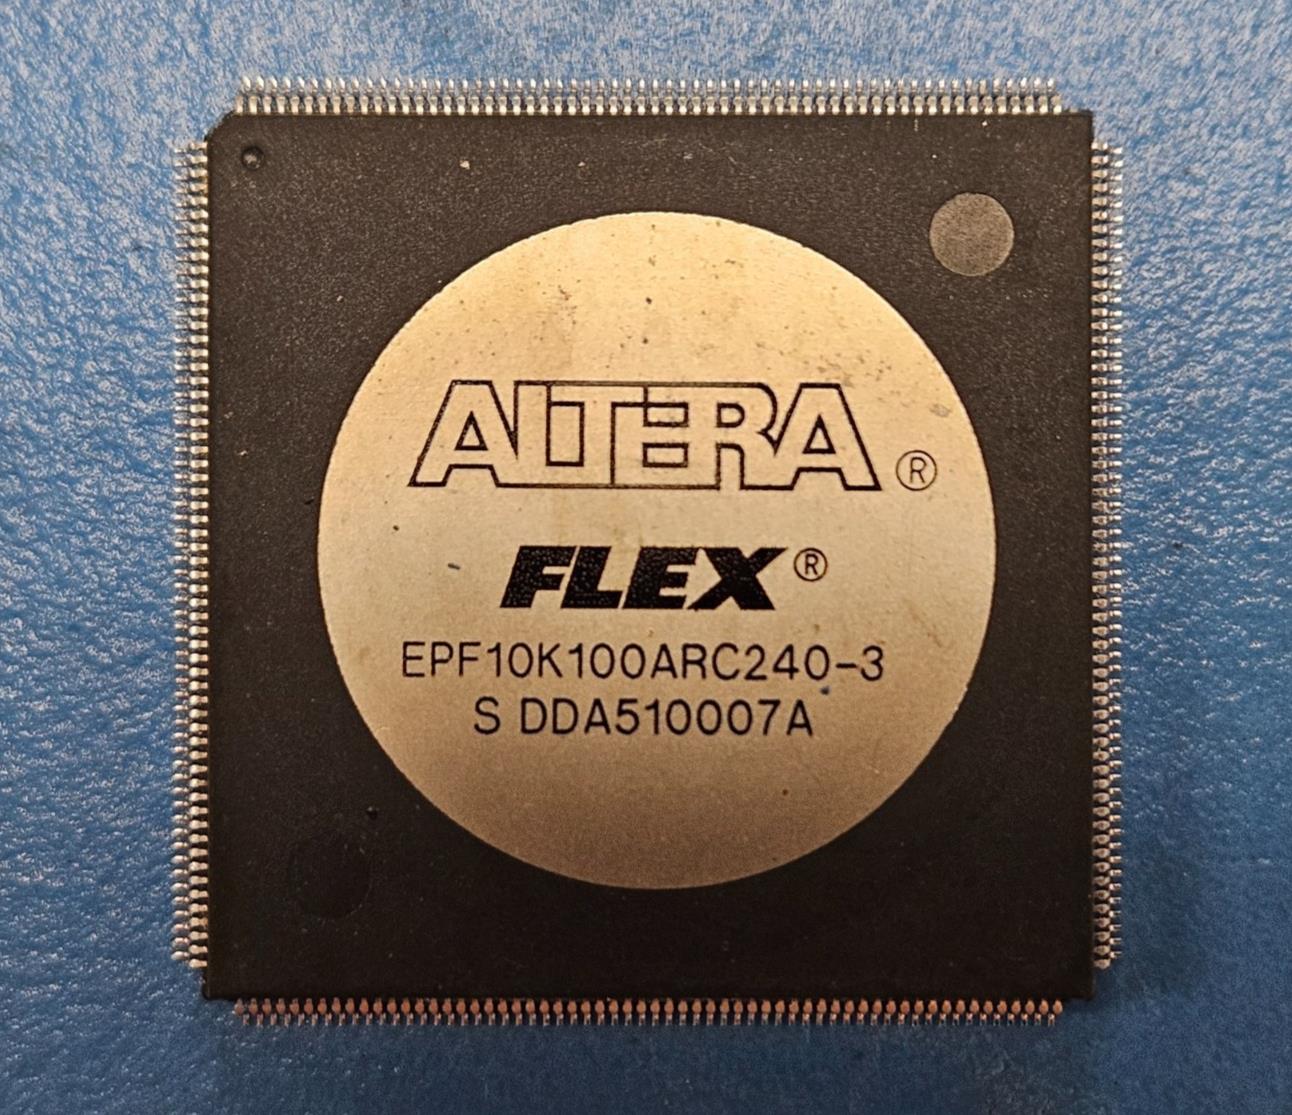 ALTERA ®
FLEX ®
EPF10K100ARC240-3
S DDA510007A